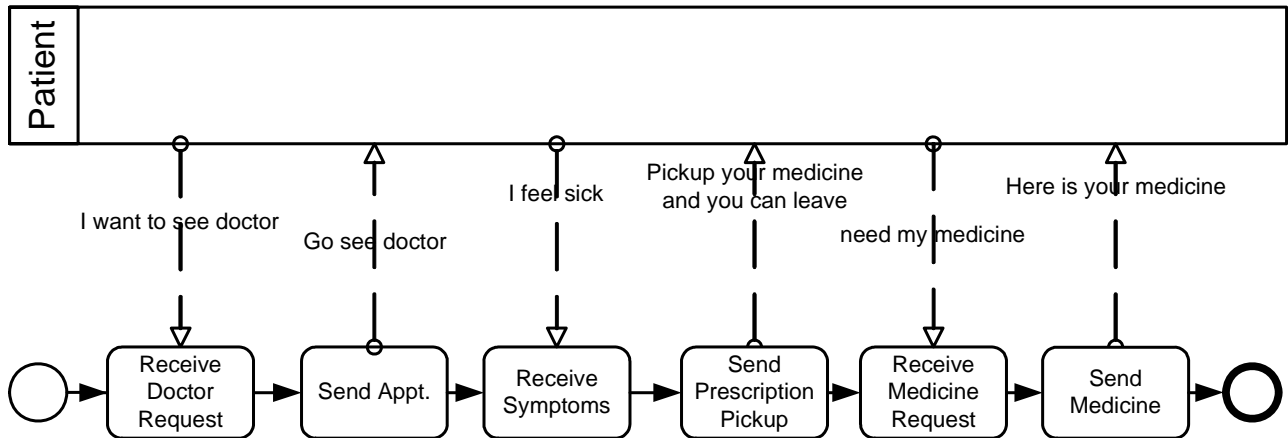 Patient
I want to see doctor
Go see doctor
I feel sick
Pickup your medicine
and you can leave
need my medicine
Here is your medicine
Receive
Doctor
Request
Send Appt.
Receive
Symptoms
Send
Prescription
Pickup
Receive
Medicine
Request
Send
Medicine